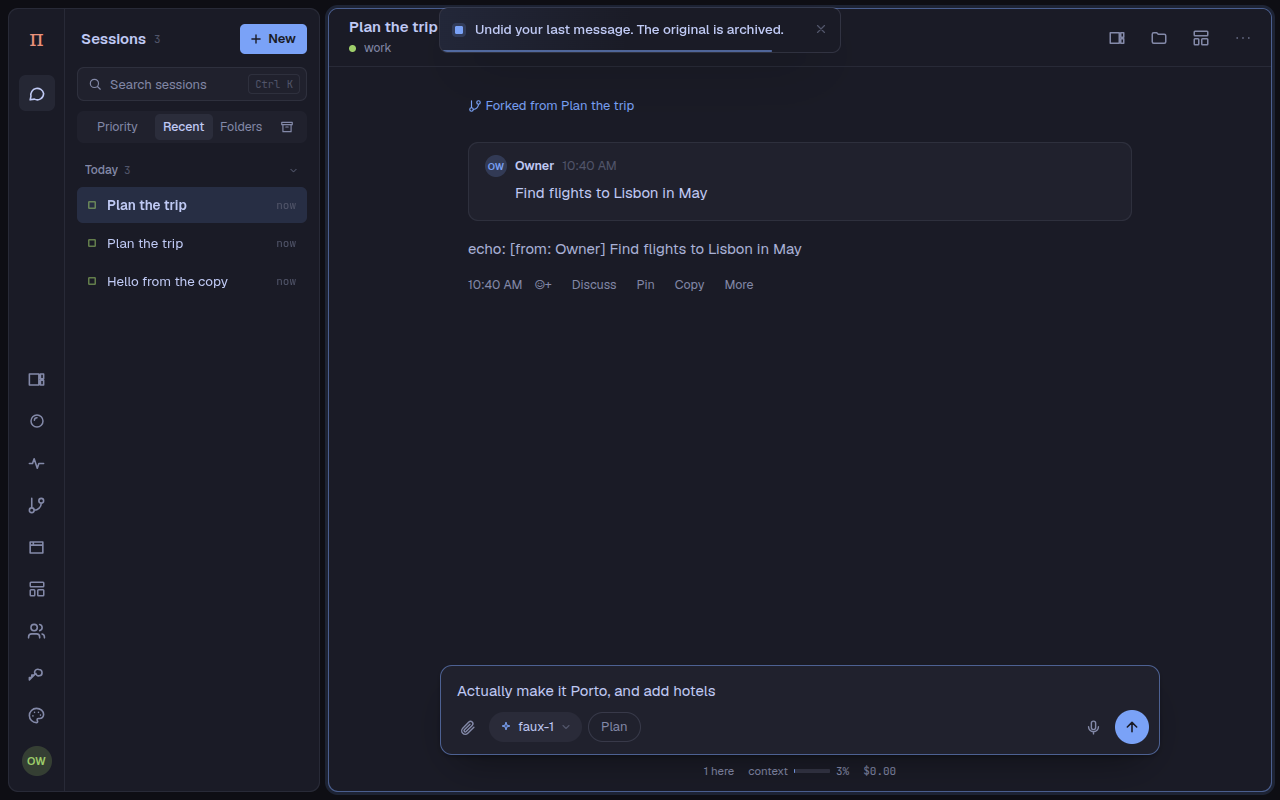 π
Sessions 3
+ New
Search sessions Ctrl K
Priority Recent Folders
Today 3
Plan the trip now
Plan the trip now
Hello from the copy now
OW
Plan the trip
work
Undid your last message. The original is archived.
Forked from Plan the trip
OW Owner 10:40 AM
Find flights to Lisbon in May
echo: [from: Owner] Find flights to Lisbon in May
10:40 AM Discuss Pin Copy More
Actually make it Porto, and add hotels
faux-1 Plan
1 here context 3% $0.00